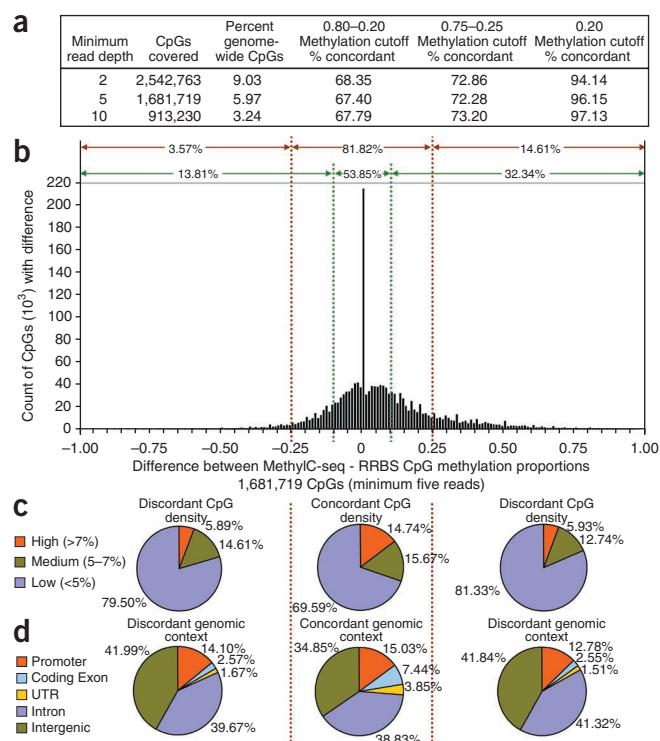 a
Minimum read depth CpGs covered Percent genome-wide CpGs 0.80–0.20 Methylation cutoff % concordant 0.75–0.25 Methylation cutoff % concordant 0.20 Methylation cutoff % concordant
2 2,542,763 9.03 68.35 72.86 94.14
5 1,681,719 5.97 67.40 72.28 96.15
10 913,230 3.24 67.79 73.20 97.13
b
3.57% 81.82% 14.61%
13.81% 53.85% 32.34%
Count of CpGs (10³) with difference
220
200
180
160
140
120
100
80
60
40
20
0
–1.00 –0.75 –0.50 –0.25 0 0.25 0.50 0.75 1.00
Difference between MethylC-seq - RRBS CpG methylation proportions
1,681,719 CpGs (minimum five reads)
c
High (>7%)
Medium (5–7%)
Low (<5%)
Discordant CpG density
5.89%
14.61%
79.50%
Concordant CpG density
14.74%
15.67%
69.59%
Discordant CpG density
5.93%
12.74%
81.33%
d
Promoter
Coding Exon
UTR
Intron
Intergenic
Discordant genomic context
41.99% 14.10%
2.57%
1.67%
39.67%
Concordant genomic context
34.85% 15.03%
7.44%
3.85%
38.83%
Discordant genomic context
41.84% 12.78%
2.55%
1.51%
41.32%